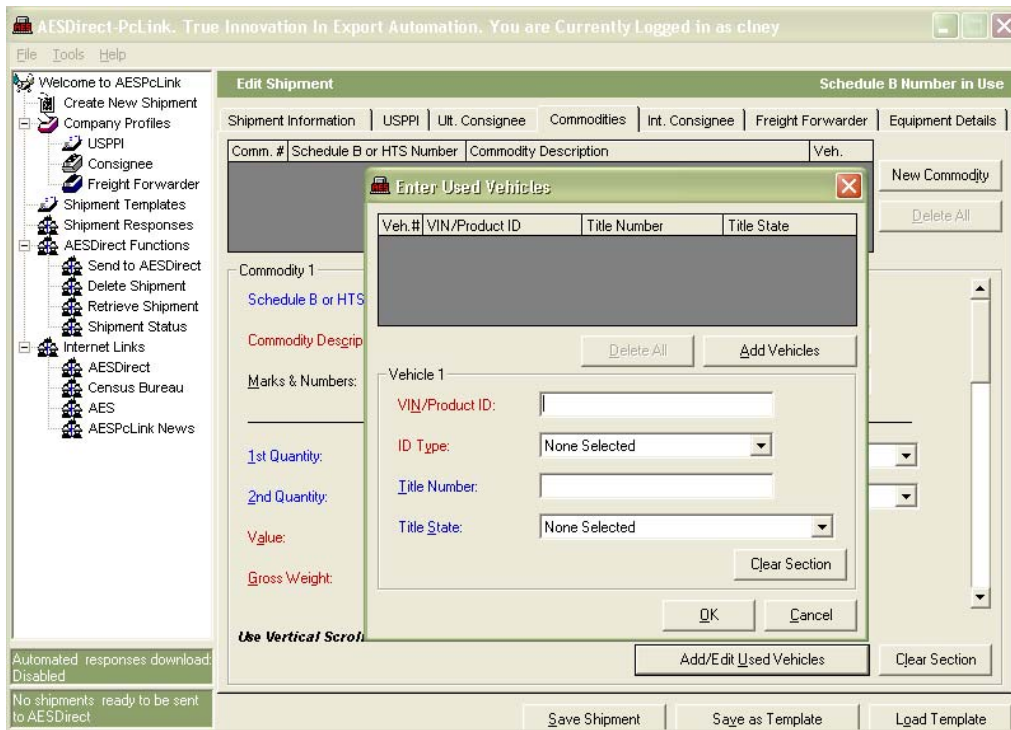 AESDirect-PcLink. True Innovation In Export Automation. You are Currently Logged in as clney
File Tools Help
Welcome to AESPcLink
Create New Shipment
Company Profiles
USPPI
Consignee
Freight Forwarder
Shipment Templates
Shipment Responses
AESDirect Functions
Send to AESDirect
Delete Shipment
Retrieve Shipment
Shipment Status
Internet Links
AESDirect
Census Bureau
AES
AESPcLink News
Automated responses download:
Disabled
No shipments ready to be sent
to AESDirect
Edit Shipment Schedule B Number in Use
Shipment Information USPPI Ult. Consignee Commodities Int. Consignee Freight Forwarder Equipment Details
Comm. # Schedule B or HTS Number Commodity Description Veh.
New Commodity
Delete All
Commodity 1
Schedule B or HTS
Commodity Descrip
Marks & Numbers:
1st Quantity:
2nd Quantity:
Value:
Gross Weight:
Use Vertical Scroll
Enter Used Vehicles
Veh.# VIN/Product ID Title Number Title State
Delete All Add Vehicles
Vehicle 1
VIN/Product ID:
ID Type: None Selected
Title Number:
Title State: None Selected
Clear Section
OK Cancel
Add/Edit Used Vehicles Clear Section
Save Shipment Save as Template Load Template